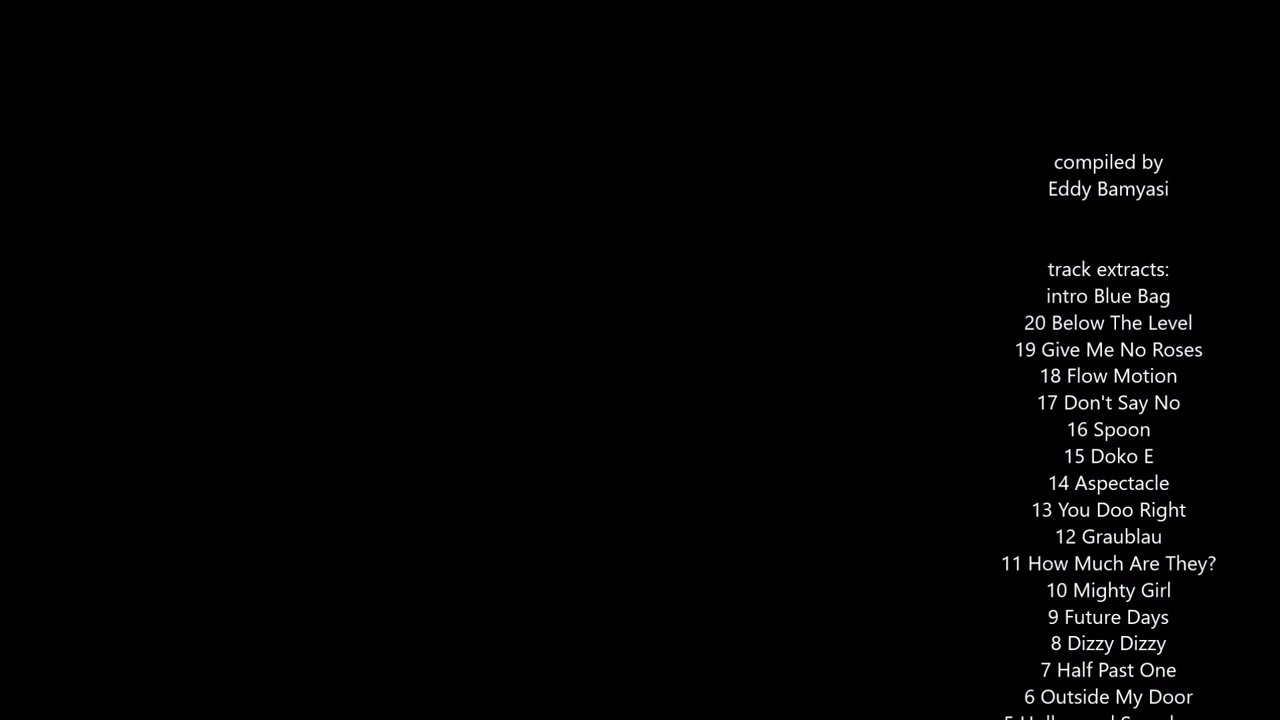 compiled by
Eddy Bamyasi
track extracts:
intro Blue Bag
20 Below The Level
19 Give Me No Roses
18 Flow Motion
17 Don't Say No
16 Spoon
15 Doko E
14 Aspectacle
13 You Doo Right
12 Graublau
11 How Much Are They?
10 Mighty Girl
9 Future Days
8 Dizzy Dizzy
7 Half Past One
6 Outside My Door